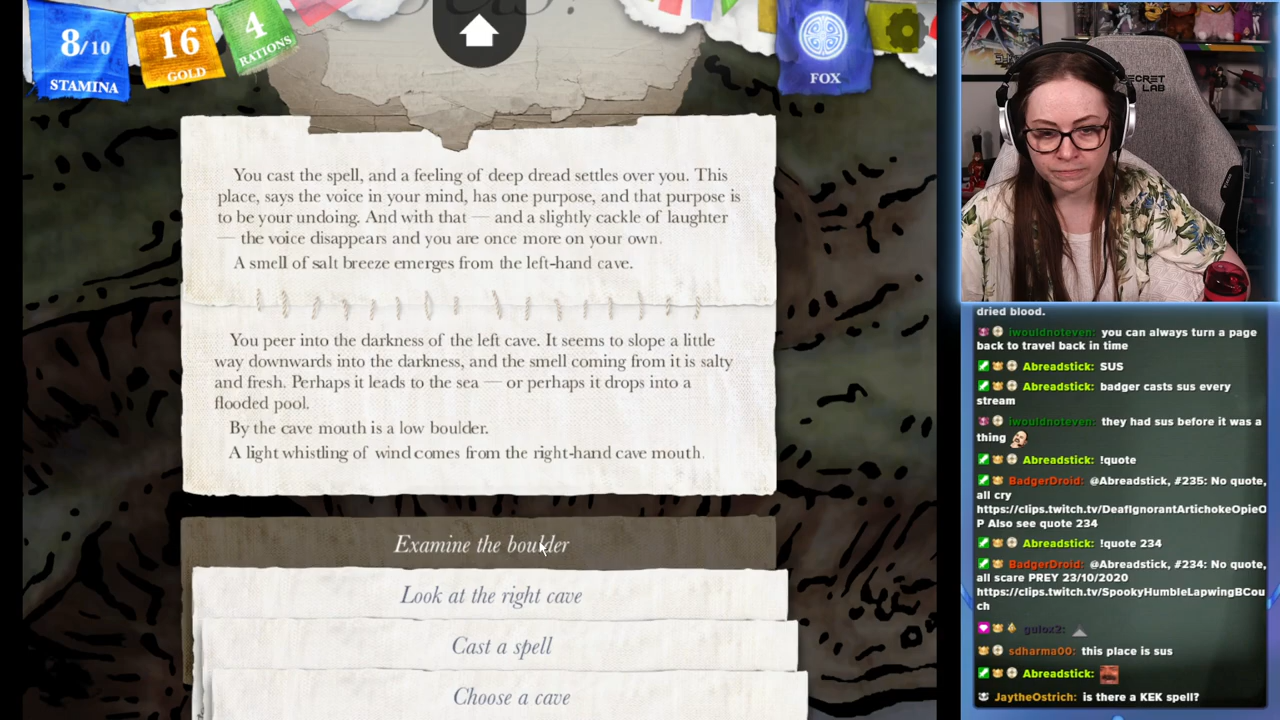 8/10
STAMINA
16
GOLD
4
RATIONS
FOX
You cast the spell, and a feeling of deep dread settles over you. This
place, says the voice in your mind, has one purpose, and that purpose is
to be your undoing. And with that — and a slightly cackle of laughter
— the voice disappears and you are once more on your own.
A smell of salt breeze emerges from the left-hand cave.
You peer into the darkness of the left cave. It seems to slope a little
way downwards into the darkness, and the smell coming from it is salty
and fresh. Perhaps it leads to the sea — or perhaps it drops into a
flooded pool.
By the cave mouth is a low boulder.
A light whistling of wind comes from the right-hand cave mouth.
Examine the boulder
Look at the right cave
Cast a spell
Choose a cave
SECRET
LAB
dried blood.
iwouldnoteven: you can always turn a page
back to travel back in time
Abreadstick: SUS
Abreadstick: badger casts sus every
stream
iwouldnoteven: they had sus before it was a
thing
Abreadstick: !quote
BadgerDroid: @Abreadstick, #235: No quote,
all cry
https://clips.twitch.tv/DeafIgnorantArtichokeOpieO
P Also see quote 234
Abreadstick: !quote 234
BadgerDroid: @Abreadstick, #234: No quote,
all scare PREY 23/10/2020
https://clips.twitch.tv/SpookyHumbleLapwingBCou
ch
gulox2:
sdharma00: this place is sus
Abreadstick:
JaytheOstrich: is there a KEK spell?